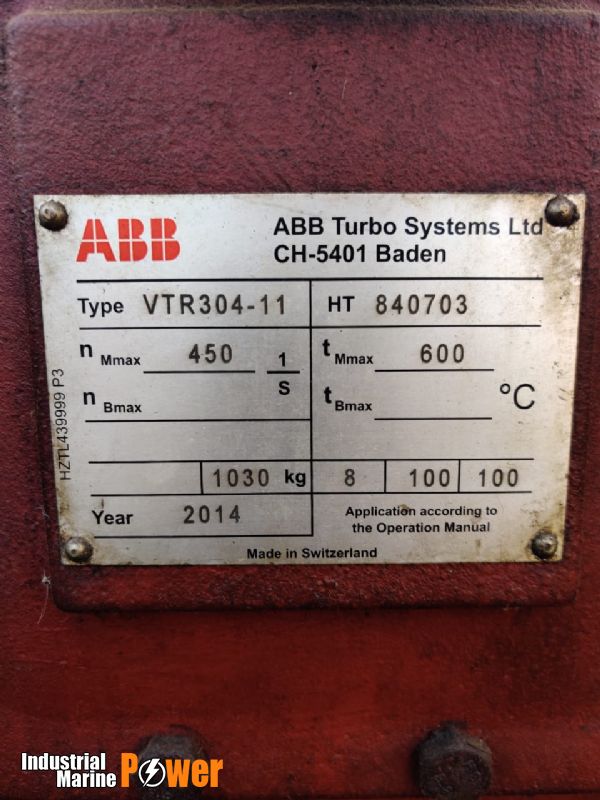 ABB
ABB Turbo Systems Ltd
CH-5401 Baden
Type VTR304-11 HT 840703
n Mmax 450 1/S t Mmax 600
n Bmax t Bmax °C
1030 kg 8 100 100
Year 2014 Application according to
the Operation Manual
Made in Switzerland
HZTL439999 P3
Industrial
Marine Power